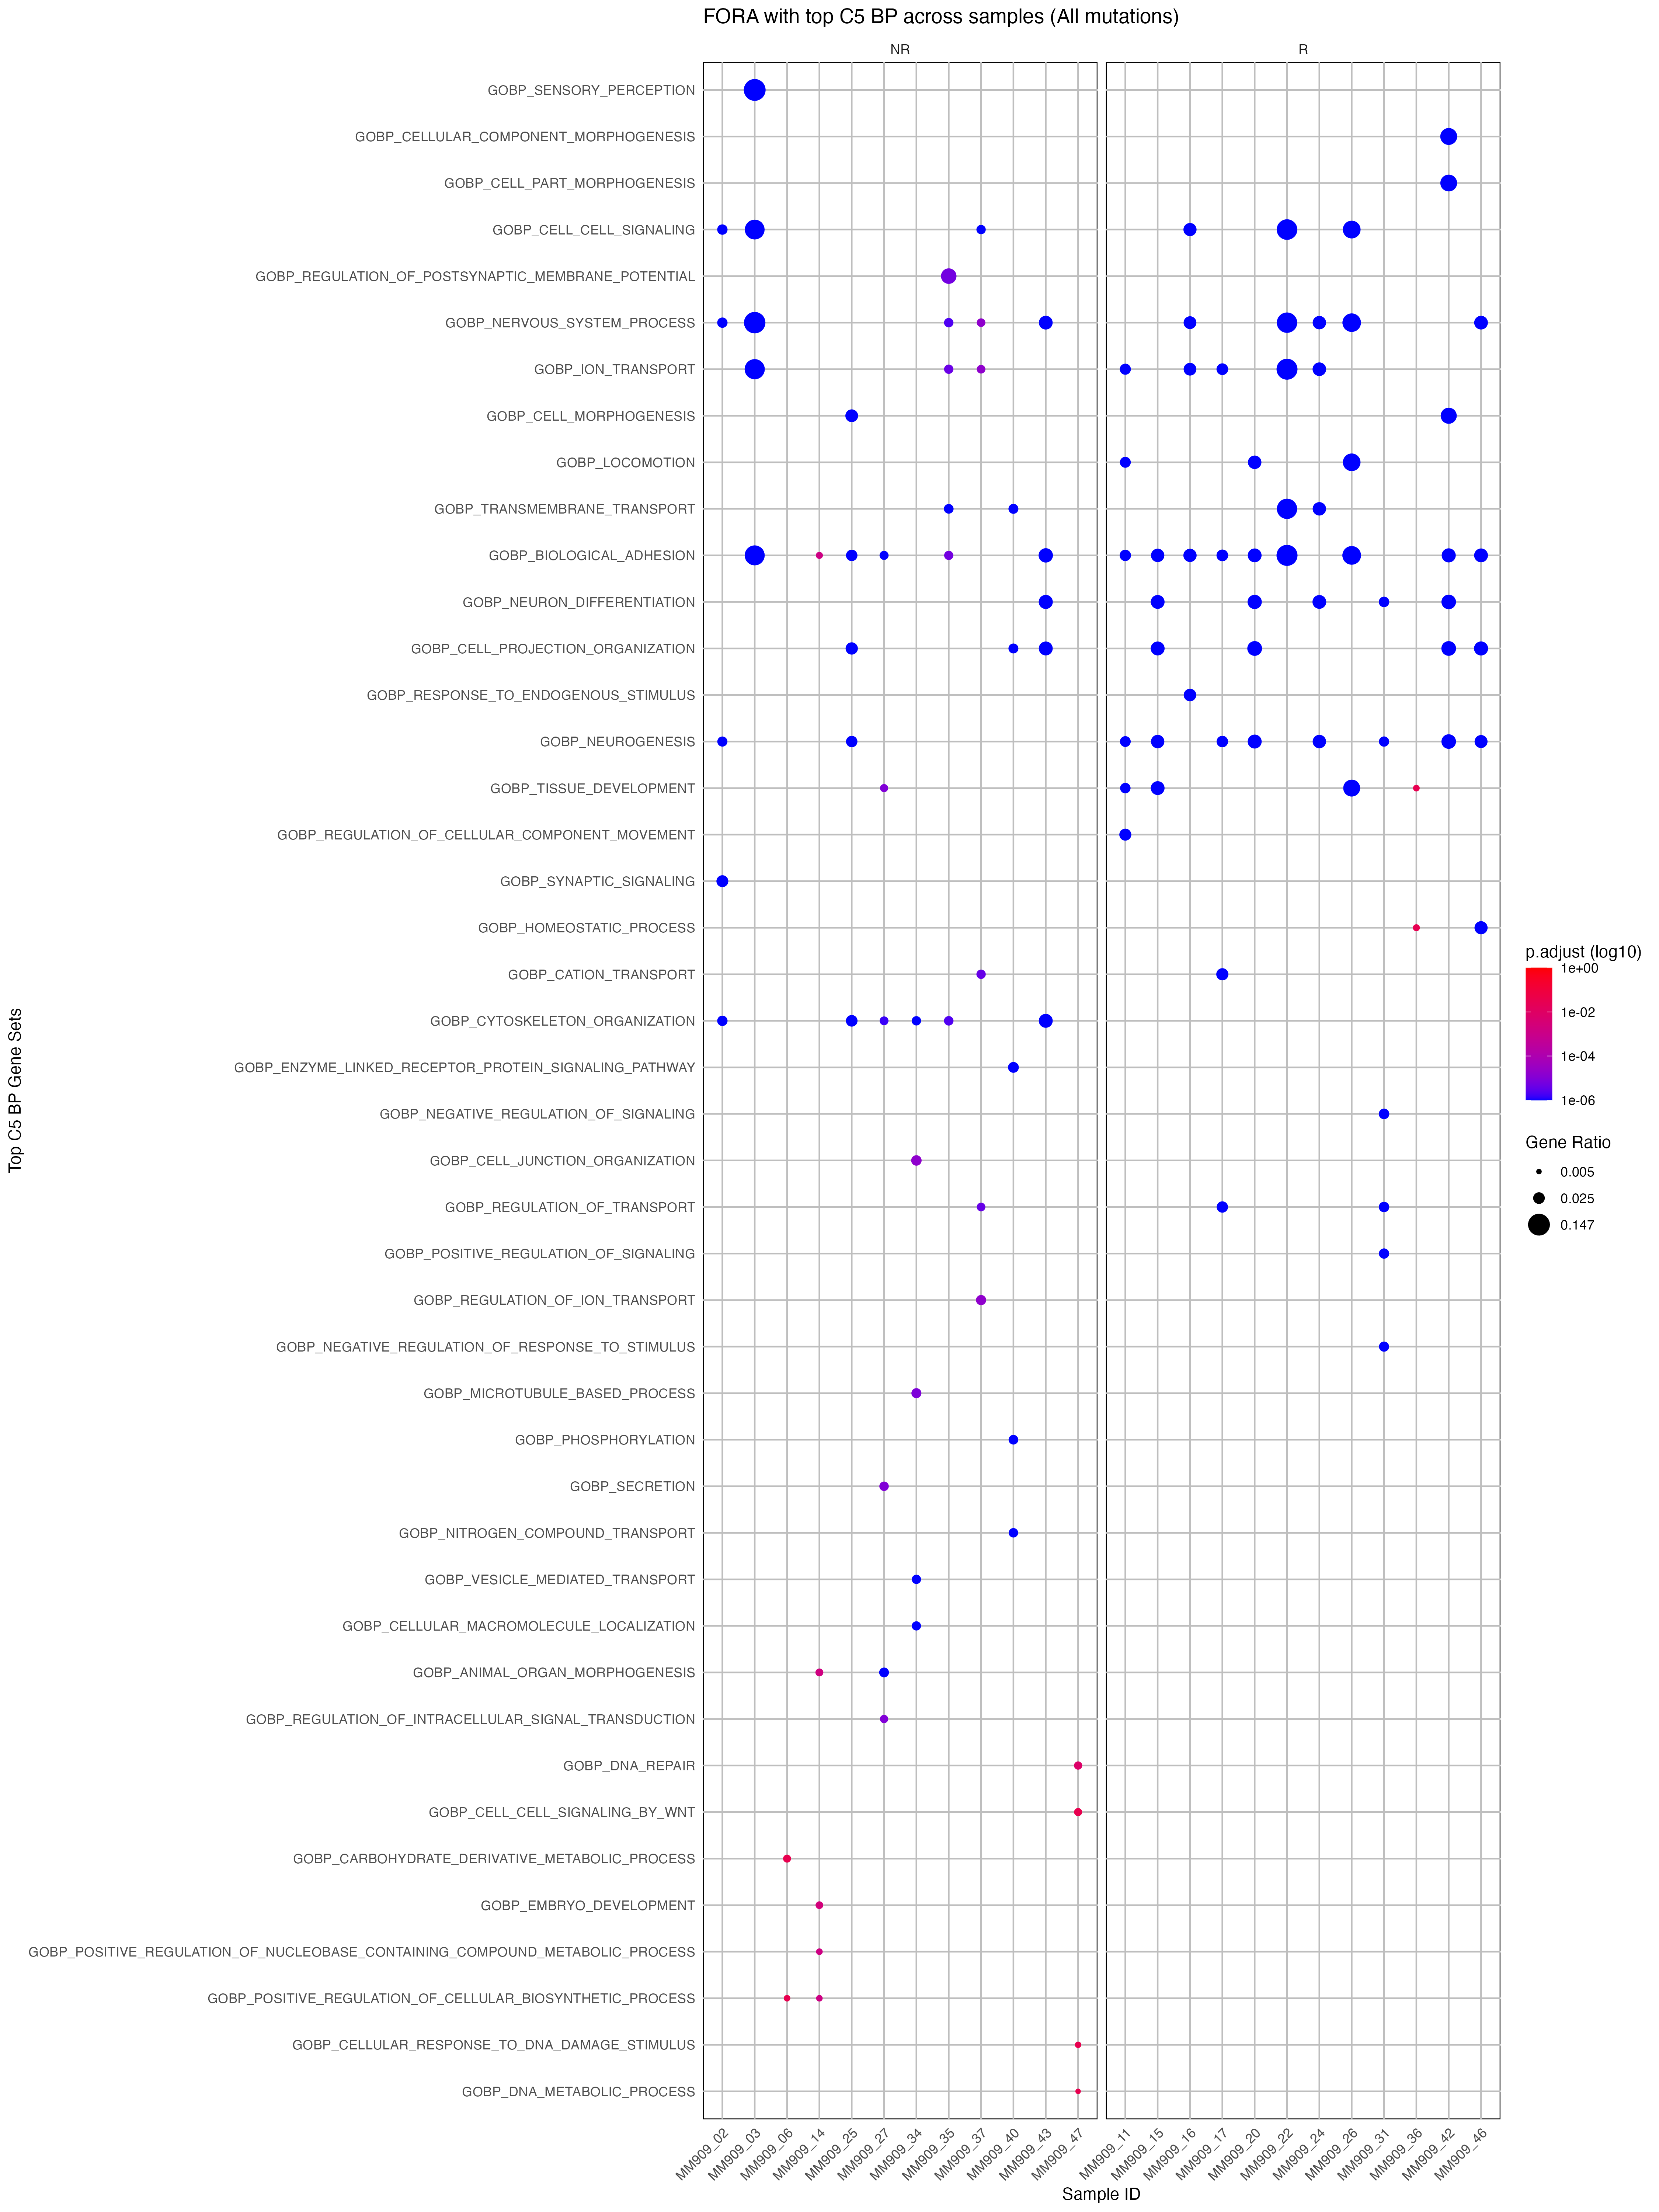 FORA with top C5 BP across samples (All mutations)
NR
R
GOBP_SENSORY_PERCEPTION
GOBP_CELLULAR_COMPONENT_MORPHOGENESIS
GOBP_CELL_PART_MORPHOGENESIS
GOBP_CELL_CELL_SIGNALING
GOBP_REGULATION_OF_POSTSYNAPTIC_MEMBRANE_POTENTIAL
GOBP_NERVOUS_SYSTEM_PROCESS
GOBP_ION_TRANSPORT
GOBP_CELL_MORPHOGENESIS
GOBP_LOCOMOTION
GOBP_TRANSMEMBRANE_TRANSPORT
GOBP_BIOLOGICAL_ADHESION
GOBP_NEURON_DIFFERENTIATION
GOBP_CELL_PROJECTION_ORGANIZATION
GOBP_RESPONSE_TO_ENDOGENOUS_STIMULUS
GOBP_NEUROGENESIS
GOBP_TISSUE_DEVELOPMENT
GOBP_REGULATION_OF_CELLULAR_COMPONENT_MOVEMENT
GOBP_SYNAPTIC_SIGNALING
GOBP_HOMEOSTATIC_PROCESS
GOBP_CATION_TRANSPORT
GOBP_CYTOSKELETON_ORGANIZATION
GOBP_ENZYME_LINKED_RECEPTOR_PROTEIN_SIGNALING_PATHWAY
GOBP_NEGATIVE_REGULATION_OF_SIGNALING
GOBP_CELL_JUNCTION_ORGANIZATION
GOBP_REGULATION_OF_TRANSPORT
GOBP_POSITIVE_REGULATION_OF_SIGNALING
GOBP_REGULATION_OF_ION_TRANSPORT
GOBP_NEGATIVE_REGULATION_OF_RESPONSE_TO_STIMULUS
GOBP_MICROTUBULE_BASED_PROCESS
GOBP_PHOSPHORYLATION
GOBP_SECRETION
GOBP_NITROGEN_COMPOUND_TRANSPORT
GOBP_VESICLE_MEDIATED_TRANSPORT
GOBP_CELLULAR_MACROMOLECULE_LOCALIZATION
GOBP_ANIMAL_ORGAN_MORPHOGENESIS
GOBP_REGULATION_OF_INTRACELLULAR_SIGNAL_TRANSDUCTION
GOBP_DNA_REPAIR
GOBP_CELL_CELL_SIGNALING_BY_WNT
GOBP_CARBOHYDRATE_DERIVATIVE_METABOLIC_PROCESS
GOBP_EMBRYO_DEVELOPMENT
GOBP_POSITIVE_REGULATION_OF_NUCLEOBASE_CONTAINING_COMPOUND_METABOLIC_PROCESS
GOBP_POSITIVE_REGULATION_OF_CELLULAR_BIOSYNTHETIC_PROCESS
GOBP_CELLULAR_RESPONSE_TO_DNA_DAMAGE_STIMULUS
GOBP_DNA_METABOLIC_PROCESS
Top C5 BP Gene Sets
MM909_02
MM909_03
MM909_06
MM909_14
MM909_25
MM909_27
MM909_34
MM909_35
MM909_37
MM909_40
MM909_43
MM909_47
MM909_11
MM909_15
MM909_16
MM909_17
MM909_20
MM909_22
MM909_24
MM909_26
MM909_31
MM909_36
MM909_42
MM909_46
Sample ID
p.adjust (log10)
1e+00
1e-02
1e-04
1e-06
Gene Ratio
0.005
0.025
0.147